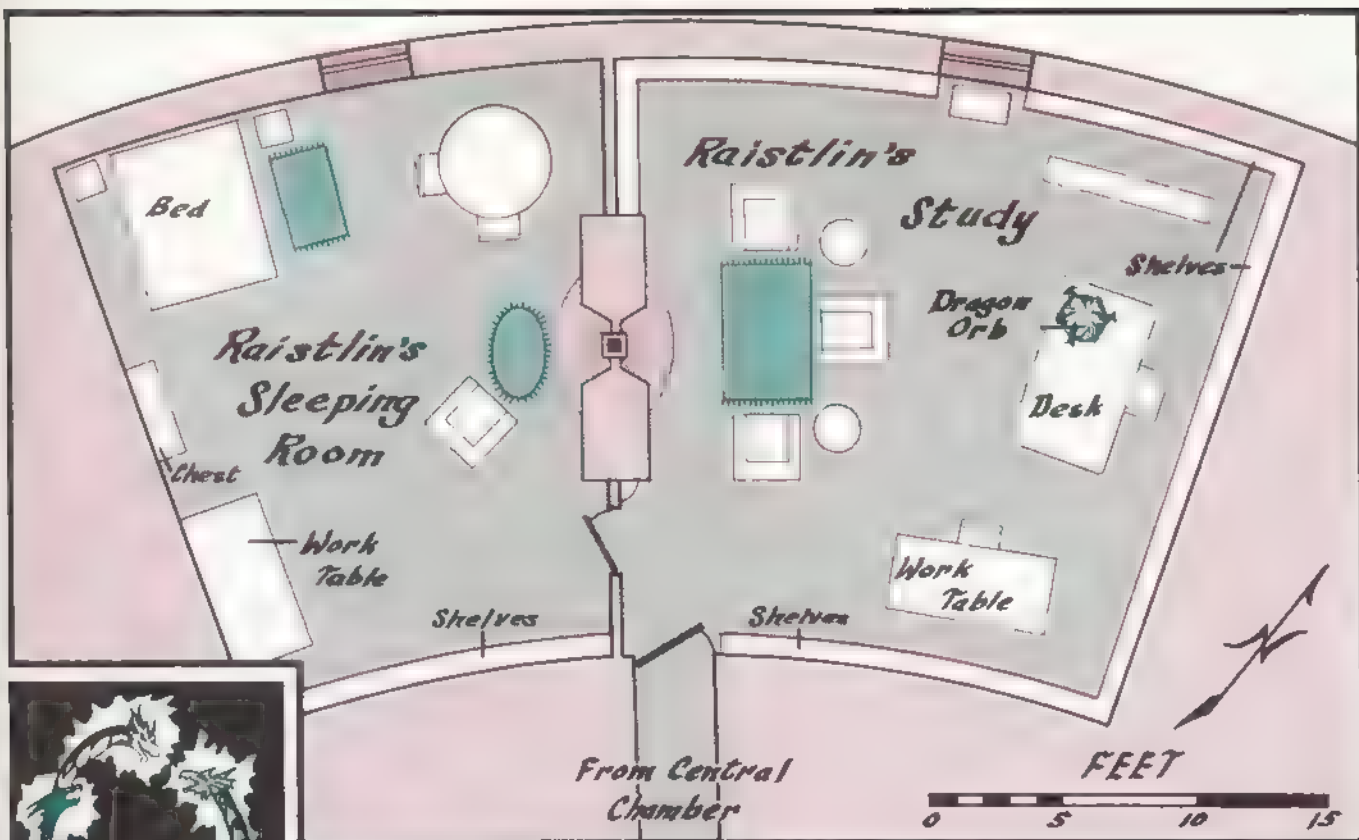 Bed
Raistlin's
Sleeping
Room
Chest
Work
Table
Shelves
Raistlin's
Study
Shelves
Dragon
Orb
Desk
Work
Table
Shelves
From Central
Chamber
N
FEET
0 5 10 15